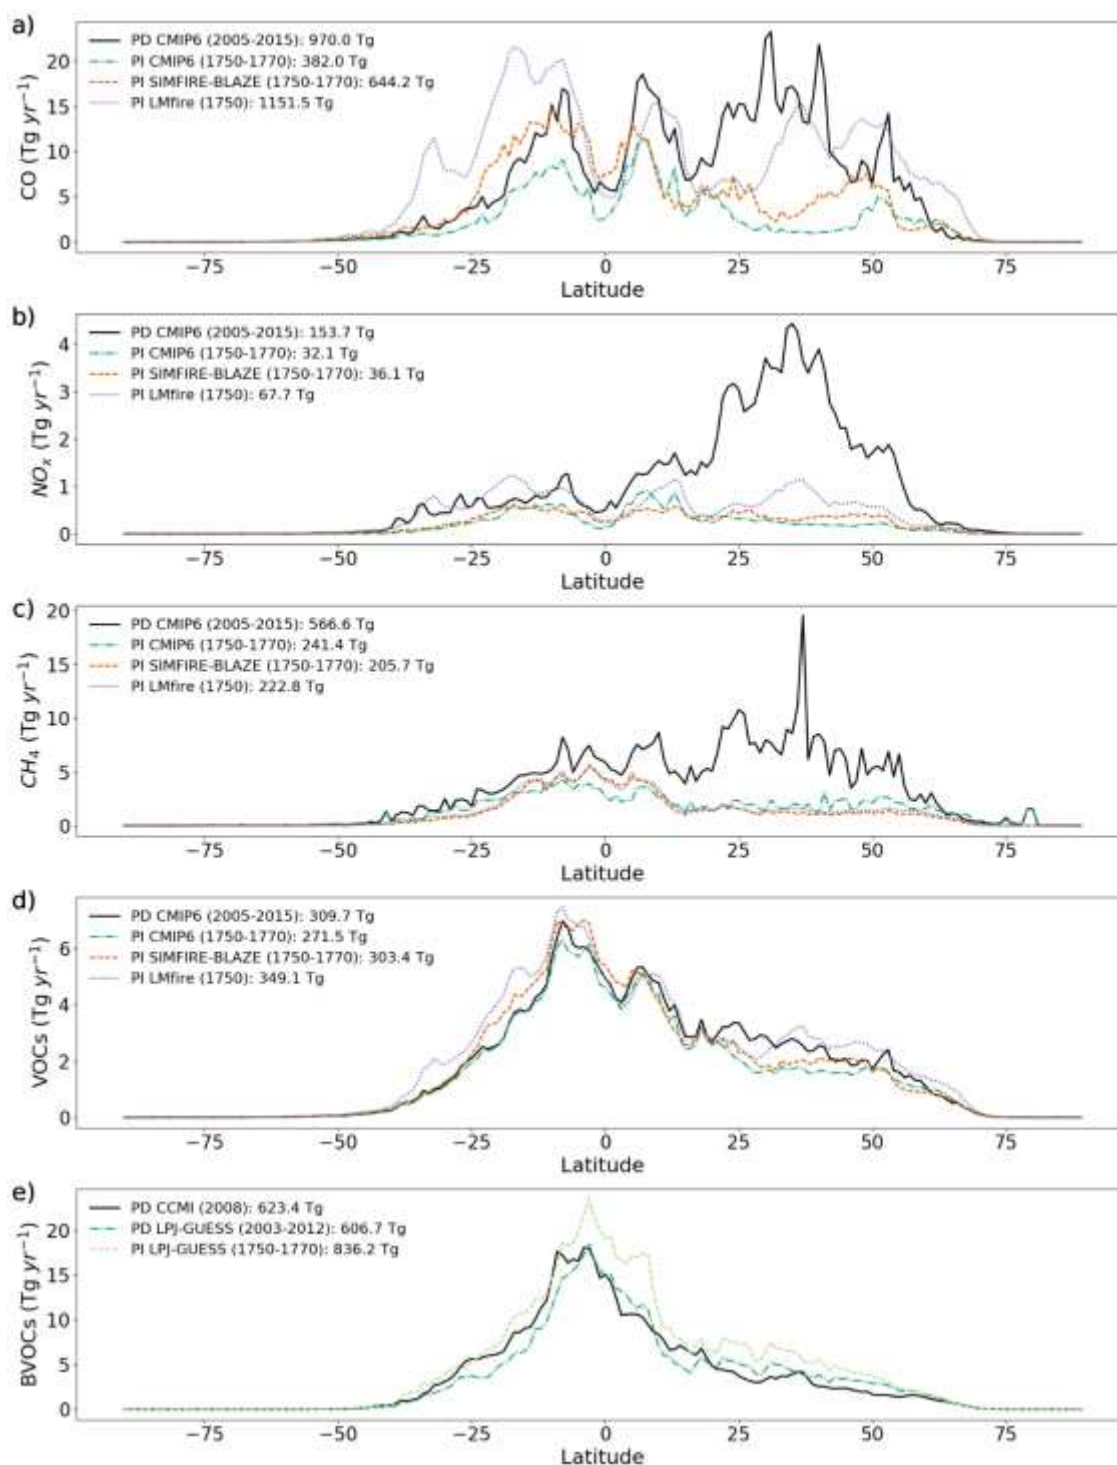 a)
PD CMIP6 (2005-2015): 970.0 Tg
PI CMIP6 (1750-1770): 382.0 Tg
PI SIMFIRE-BLAZE (1750-1770): 644.2 Tg
PI LMfire (1750): 1151.5 Tg
CO (Tg yr⁻¹)
20
15
10
5
0
−75 −50 −25 0 25 50 75
Latitude
b)
PD CMIP6 (2005-2015): 153.7 Tg
PI CMIP6 (1750-1770): 32.1 Tg
PI SIMFIRE-BLAZE (1750-1770): 36.1 Tg
PI LMfire (1750): 67.7 Tg
NOₓ (Tg yr⁻¹)
4
3
2
1
0
−75 −50 −25 0 25 50 75
Latitude
c)
PD CMIP6 (2005-2015): 566.6 Tg
PI CMIP6 (1750-1770): 241.4 Tg
PI SIMFIRE-BLAZE (1750-1770): 205.7 Tg
PI LMfire (1750): 222.8 Tg
CH₄ (Tg yr⁻¹)
20
15
10
5
0
−75 −50 −25 0 25 50 75
Latitude
d)
PD CMIP6 (2005-2015): 309.7 Tg
PI CMIP6 (1750-1770): 271.5 Tg
PI SIMFIRE-BLAZE (1750-1770): 303.4 Tg
PI LMfire (1750): 349.1 Tg
VOCs (Tg yr⁻¹)
6
4
2
0
−75 −50 −25 0 25 50 75
Latitude
e)
PD CCMI (2008): 623.4 Tg
PD LPJ-GUESS (2003-2012): 606.7 Tg
PI LPJ-GUESS (1750-1770): 836.2 Tg
BVOCs (Tg yr⁻¹)
20
15
10
5
0
−75 −50 −25 0 25 50 75
Latitude